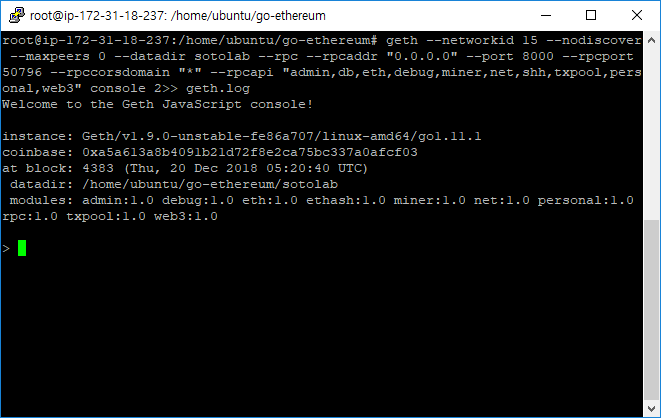 root@ip-172-31-18-237: /home/ubuntu/go-ethereum
root@ip-172-31-18-237:/home/ubuntu/go-ethereum# geth --networkid 15 --nodiscover
 --maxpeers 0 --datadir sotolab --rpc --rpcaddr "0.0.0.0" --port 8000 --rpcport
50796 --rpccorsdomain "*" --rpcapi "admin,db,eth,debug,miner,net,shh,txpool,pers
onal,web3" console 2>> geth.log
Welcome to the Geth JavaScript console!
instance: Geth/v1.9.0-unstable-fe86a707/linux-amd64/go1.11.1
coinbase: 0xa5a613a8b4091b21d72f8e2ca75bc337a0afcf03
at block: 4383 (Thu, 20 Dec 2018 05:20:40 UTC)
 datadir: /home/ubuntu/go-ethereum/sotolab
 modules: admin:1.0 debug:1.0 eth:1.0 ethash:1.0 miner:1.0 net:1.0 personal:1.0
rpc:1.0 txpool:1.0 web3:1.0
>